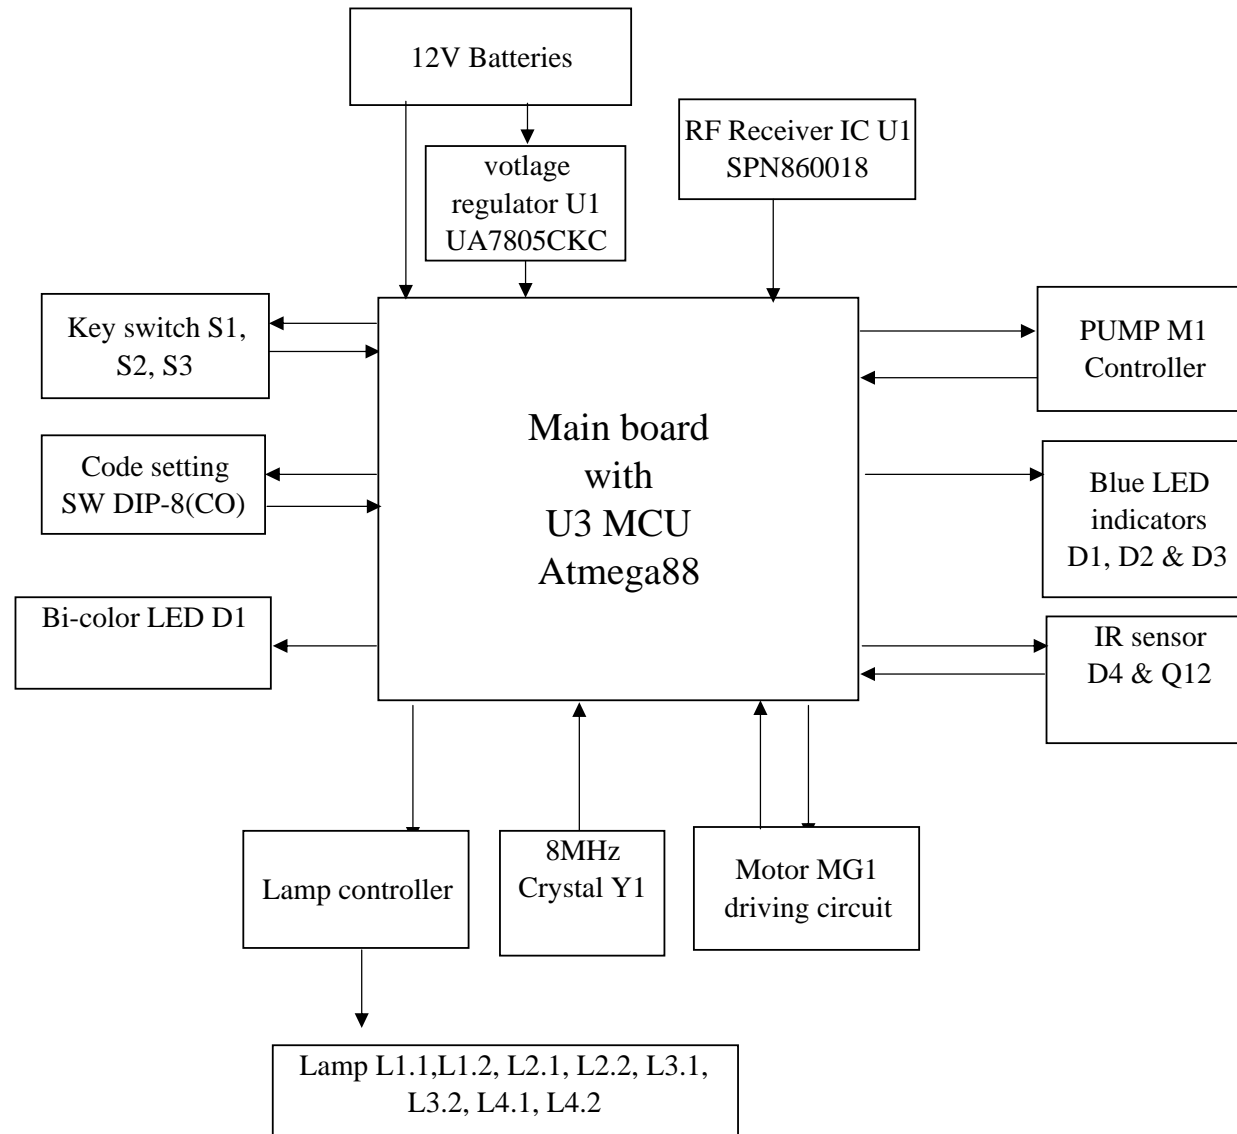 12V Batteries
RF Receiver IC U1
SPN860018
votlage
regulator U1
UA7805CKC
Key switch S1,
S2, S3
PUMP M1
Controller
Main board
with
U3 MCU
Atmega88
Code setting
SW DIP-8(CO)
Blue LED
indicators
D1, D2 & D3
Bi-color LED D1
IR sensor
D4 & Q12
Lamp controller
8MHz
Crystal Y1
Motor MG1
driving circuit
Lamp L1.1,L1.2, L2.1, L2.2, L3.1,
L3.2, L4.1, L4.2